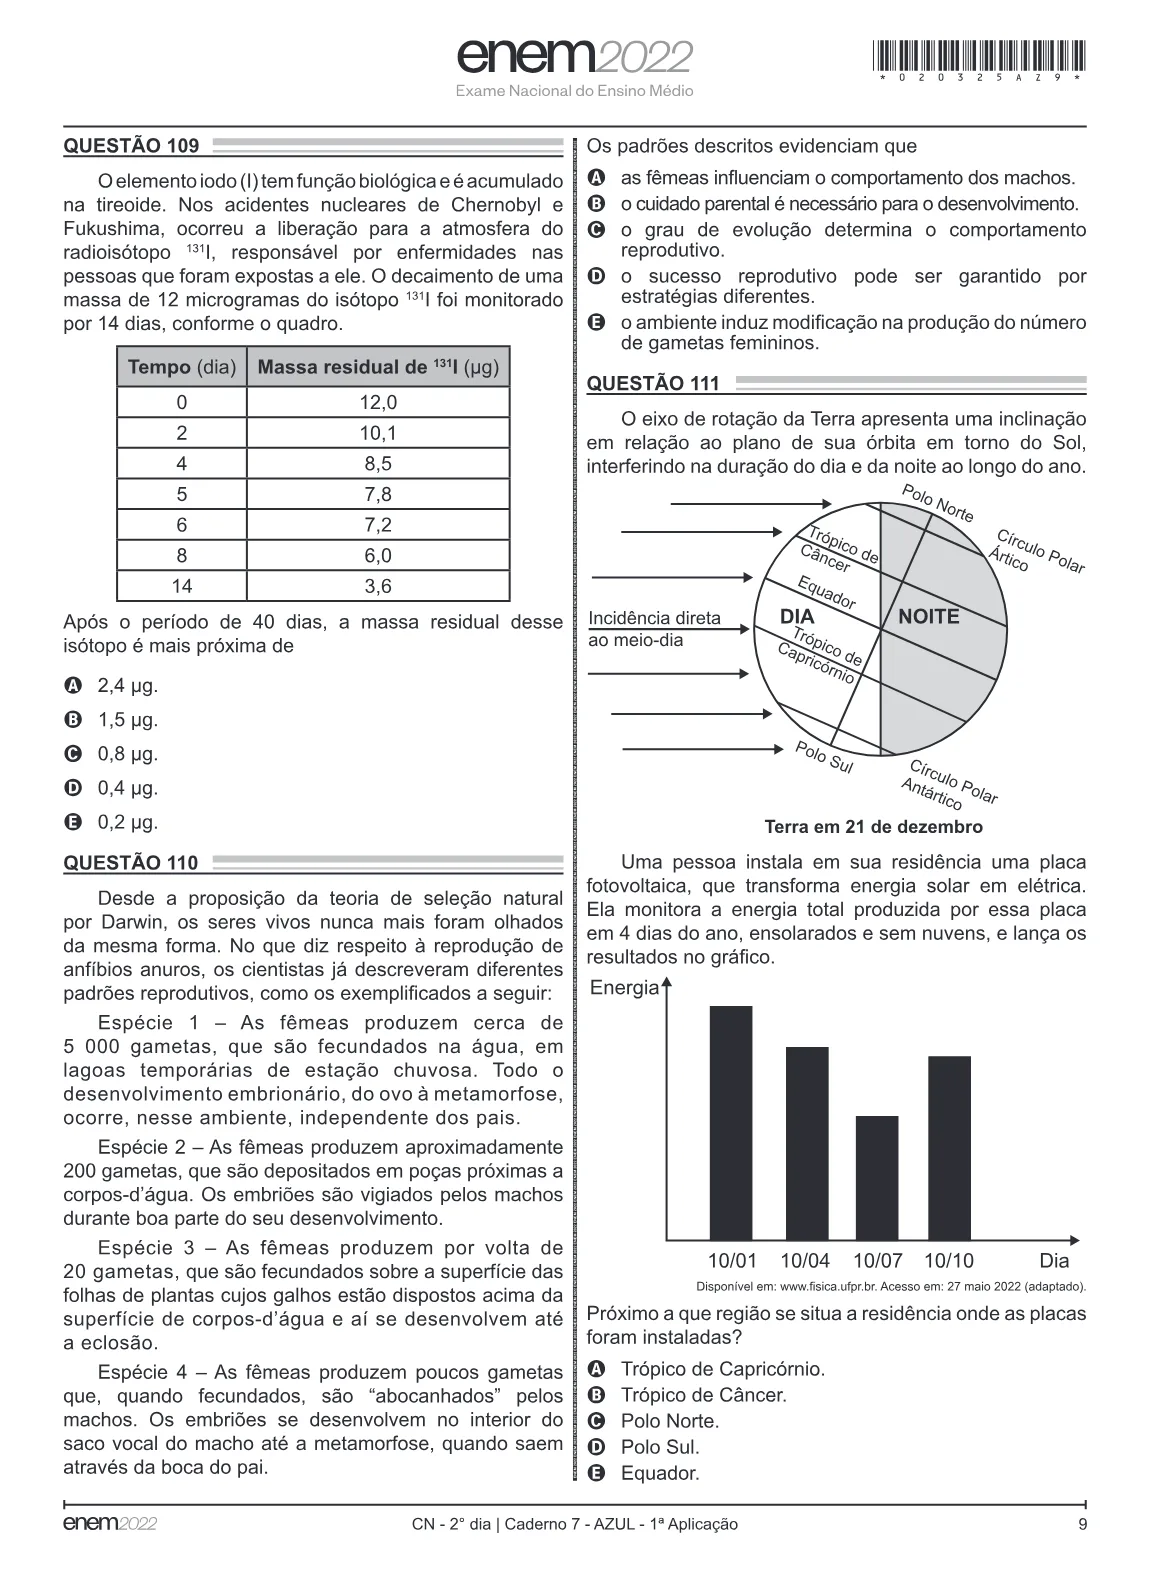 enem2022
Exame Nacional do Ensino Médio
*020325AZ9*
QUESTÃO 109
O elemento iodo (I) tem função biológica e é acumulado
na tireoide. Nos acidentes nucleares de Chernobyl e
Fukushima, ocorreu a liberação para a atmosfera do
radioisótopo ¹³¹I, responsável por enfermidades nas
pessoas que foram expostas a ele. O decaimento de uma
massa de 12 microgramas do isótopo ¹³¹I foi monitorado
por 14 dias, conforme o quadro.
Tempo (dia) Massa residual de ¹³¹I (μg)
0 12,0
2 10,1
4 8,5
5 7,8
6 7,2
8 6,0
14 3,6
Após o período de 40 dias, a massa residual desse
isótopo é mais próxima de
A 2,4 μg.
B 1,5 μg.
C 0,8 μg.
D 0,4 μg.
E 0,2 μg.
QUESTÃO 110
Desde a proposição da teoria de seleção natural
por Darwin, os seres vivos nunca mais foram olhados
da mesma forma. No que diz respeito à reprodução de
anfíbios anuros, os cientistas já descreveram diferentes
padrões reprodutivos, como os exemplificados a seguir:
Espécie 1 – As fêmeas produzem cerca de
5 000 gametas, que são fecundados na água, em
lagoas temporárias de estação chuvosa. Todo o
desenvolvimento embrionário, do ovo à metamorfose,
ocorre, nesse ambiente, independente dos pais.
Espécie 2 – As fêmeas produzem aproximadamente
200 gametas, que são depositados em poças próximas a
corpos-d’água. Os embriões são vigiados pelos machos
durante boa parte do seu desenvolvimento.
Espécie 3 – As fêmeas produzem por volta de
20 gametas, que são fecundados sobre a superfície das
folhas de plantas cujos galhos estão dispostos acima da
superfície de corpos-d’água e aí se desenvolvem até
a eclosão.
Espécie 4 – As fêmeas produzem poucos gametas
que, quando fecundados, são “abocanhados” pelos
machos. Os embriões se desenvolvem no interior do
saco vocal do macho até a metamorfose, quando saem
através da boca do pai.
Os padrões descritos evidenciam que
A as fêmeas influenciam o comportamento dos machos.
B o cuidado parental é necessário para o desenvolvimento.
C o grau de evolução determina o comportamento
reprodutivo.
D o sucesso reprodutivo pode ser garantido por
estratégias diferentes.
E o ambiente induz modificação na produção do número
de gametas femininos.
QUESTÃO 111
O eixo de rotação da Terra apresenta uma inclinação
em relação ao plano de sua órbita em torno do Sol,
interferindo na duração do dia e da noite ao longo do ano.
Polo Norte
Círculo Polar
Ártico
Trópico de
Câncer
Equador
Incidência direta
ao meio-dia
DIA
NOITE
Trópico de
Capricórnio
Polo Sul
Círculo Polar
Antártico
Terra em 21 de dezembro
Uma pessoa instala em sua residência uma placa
fotovoltaica, que transforma energia solar em elétrica.
Ela monitora a energia total produzida por essa placa
em 4 dias do ano, ensolarados e sem nuvens, e lança os
resultados no gráfico.
Energia
10/01 10/04 10/07 10/10 Dia
Disponível em: www.fisica.ufpr.br. Acesso em: 27 maio 2022 (adaptado).
Próximo a que região se situa a residência onde as placas
foram instaladas?
A Trópico de Capricórnio.
B Trópico de Câncer.
C Polo Norte.
D Polo Sul.
E Equador.
enem2022
CN - 2° dia | Caderno 7 - AZUL - 1ª Aplicação
9